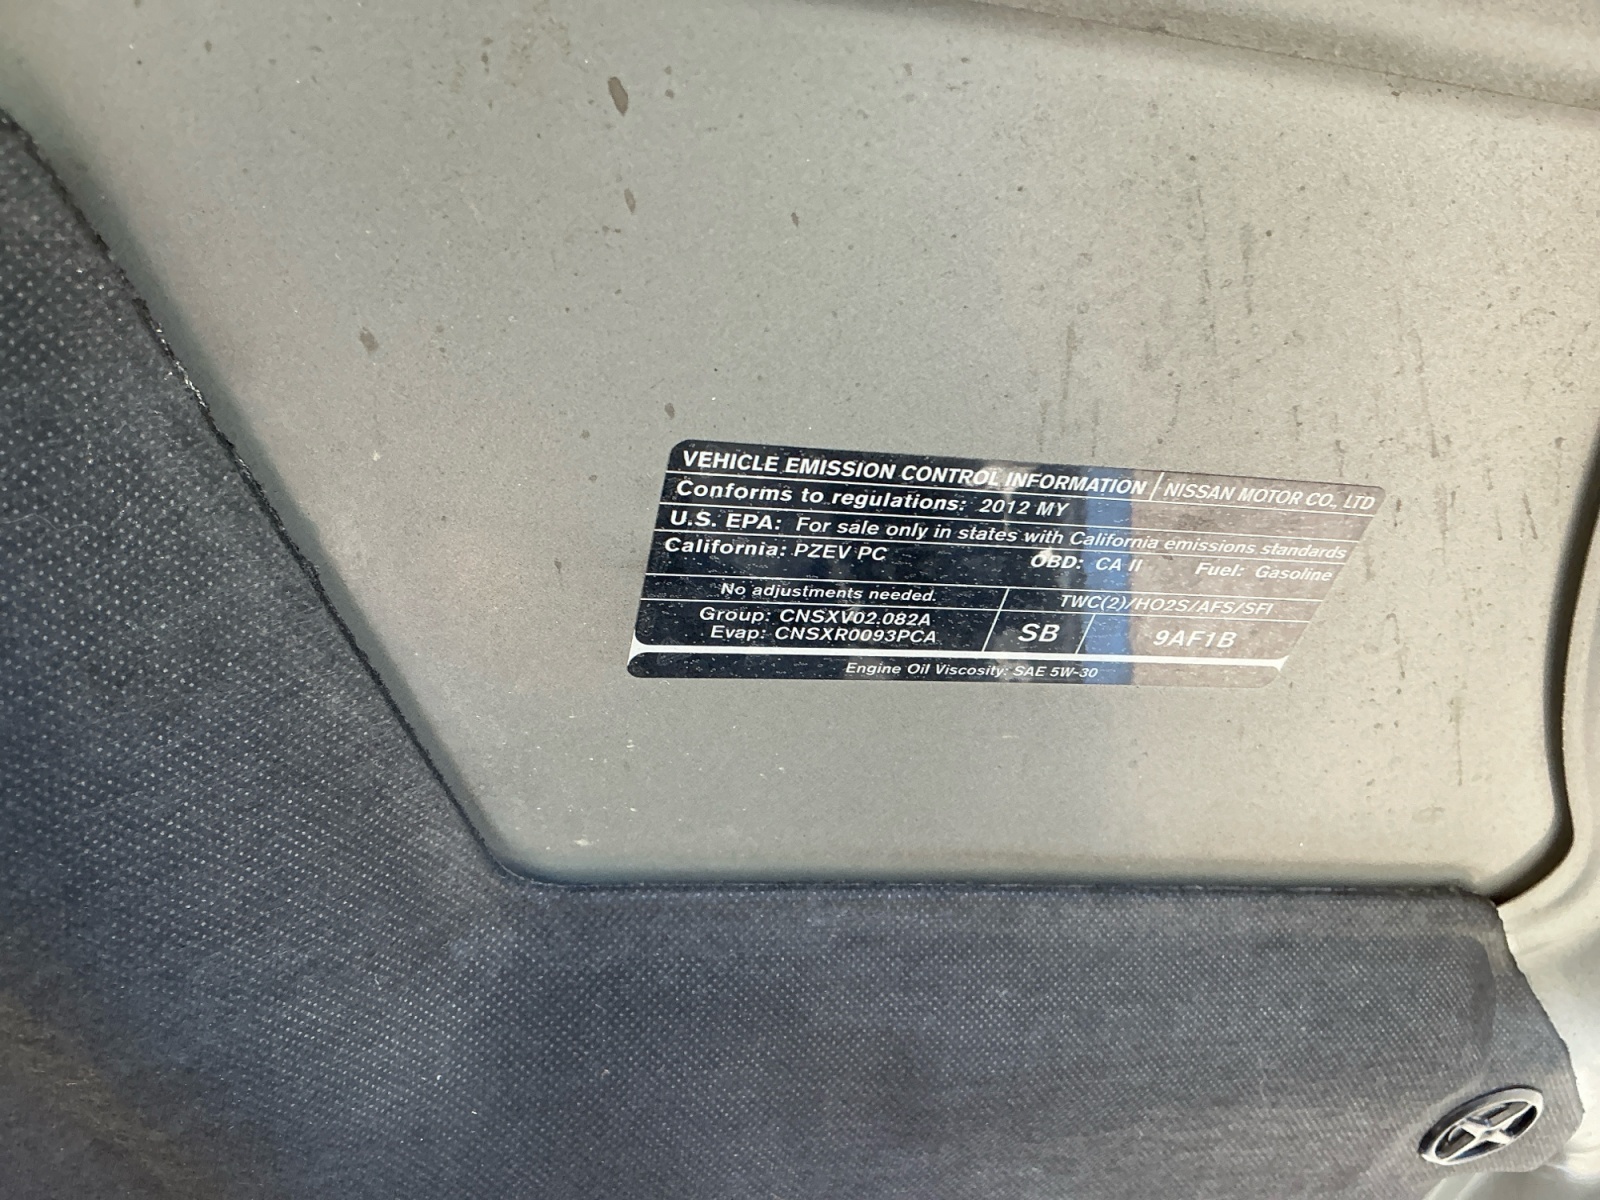 VEHICLE EMISSION CONTROL INFORMATION / NISSAN MOTOR CO., LTD
Conforms to regulations: 2012 MY
U.S. EPA: For sale only in states with California emissions standards
California: PZEV PC OBD: CA II Fuel: Gasoline
No adjustments needed. TWC(2)/HO2S/AFS/SFI
Group: CNSXV02.082A
Evap: CNSXR0093PCA SB 9AF1B
Engine Oil Viscosity: SAE 5W-30